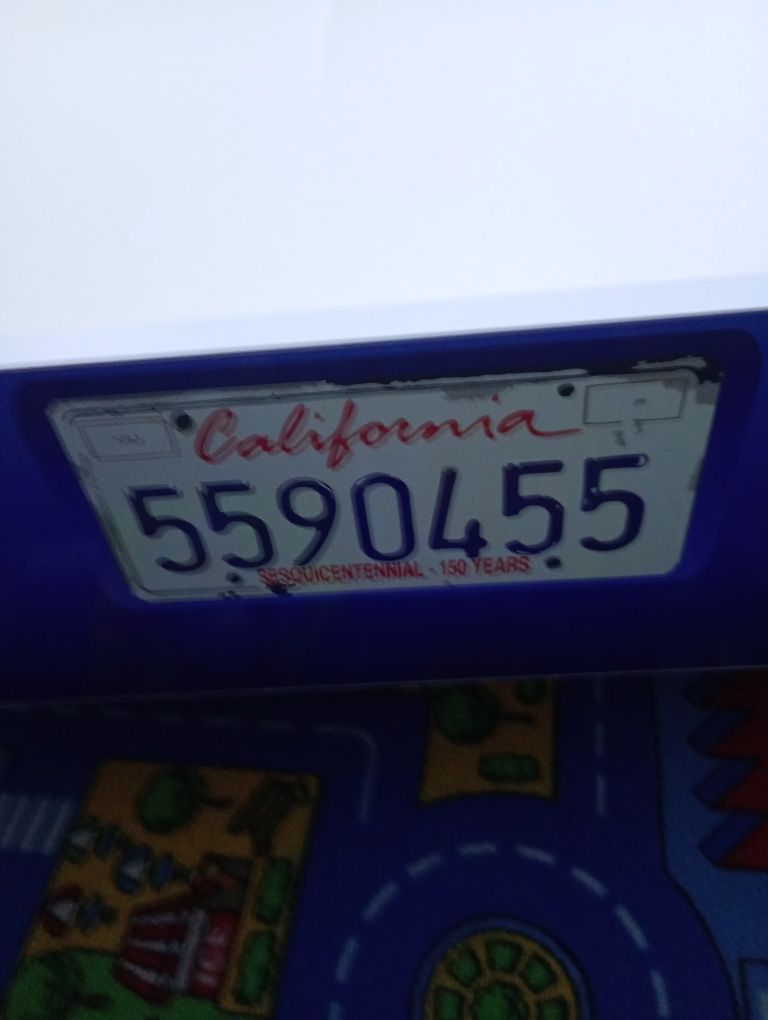 California
5590455
SESQUICENTENNIAL - 150 YEARS